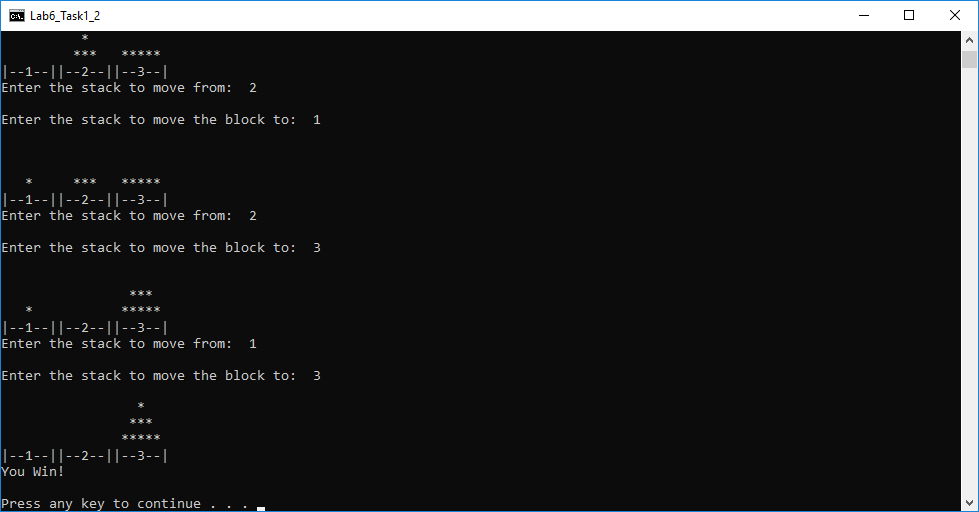 Lab6_Task1_2
          *
         ***   *****
|--1--||--2--||--3--|
Enter the stack to move from:  2
Enter the stack to move the block to:  1
   *     ***   *****
|--1--||--2--||--3--|
Enter the stack to move from:  2
Enter the stack to move the block to:  3
                ***
   *           *****
|--1--||--2--||--3--|
Enter the stack to move from:  1
Enter the stack to move the block to:  3
                 *
                ***
               *****
|--1--||--2--||--3--|
You Win!
Press any key to continue . . .